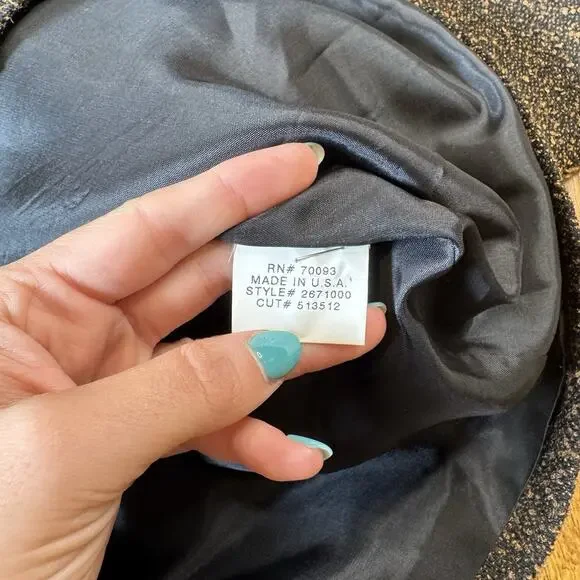 RN# 70093
MADE IN U.S.A.
STYLE# 2671000
CUT# 513512